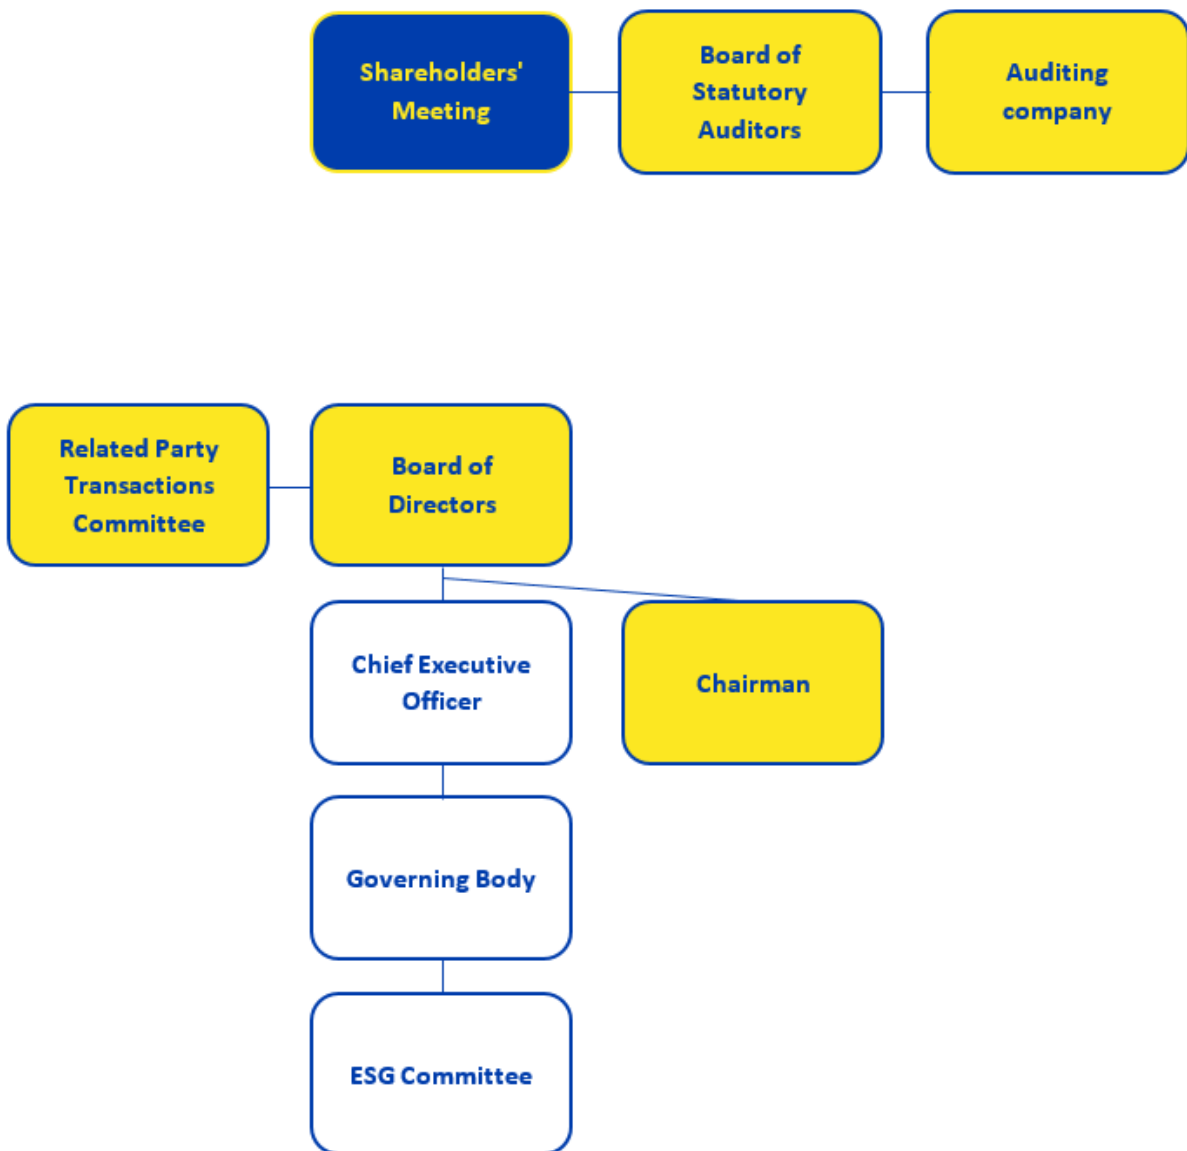 Shareholders'
Meeting
Board of
Statutory
Auditors
Auditing
company
Related Party
Transactions
Committee
Board of
Directors
Chief Executive
Officer
Chairman
Governing Body
ESG Committee